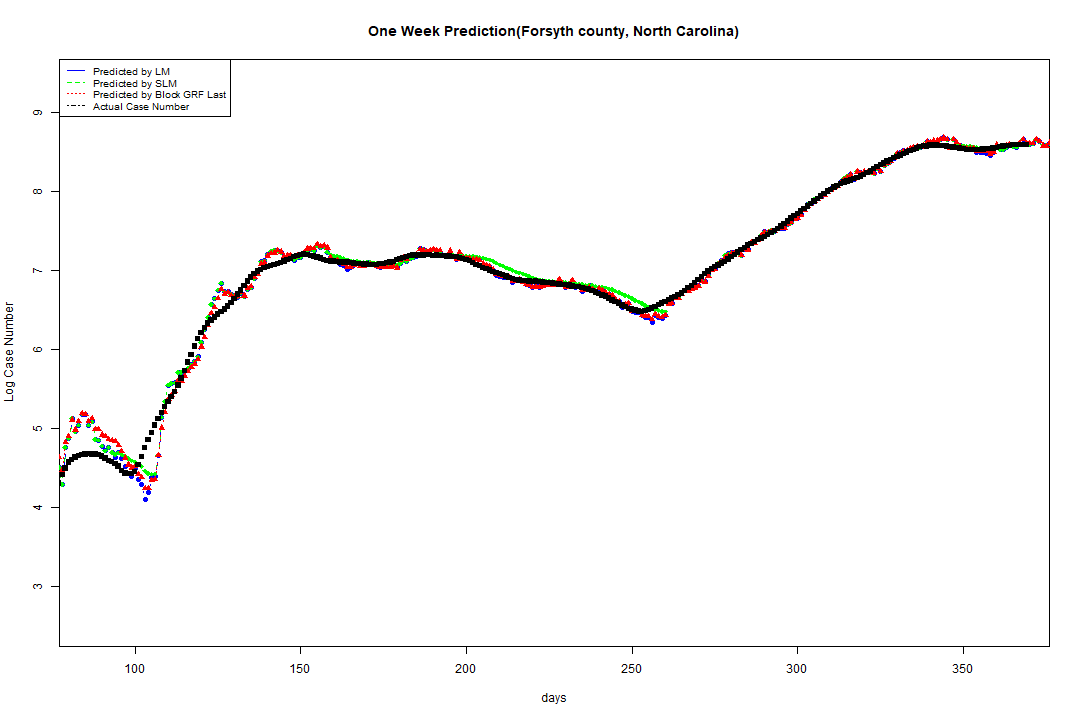 One Week Prediction(Forsyth county, North Carolina)
Predicted by LM
Predicted by SLM
Predicted by Block GRF Last
Actual Case Number
9
8
7
6
5
4
3
Log Case Number
100 150 200 250 300 350
days